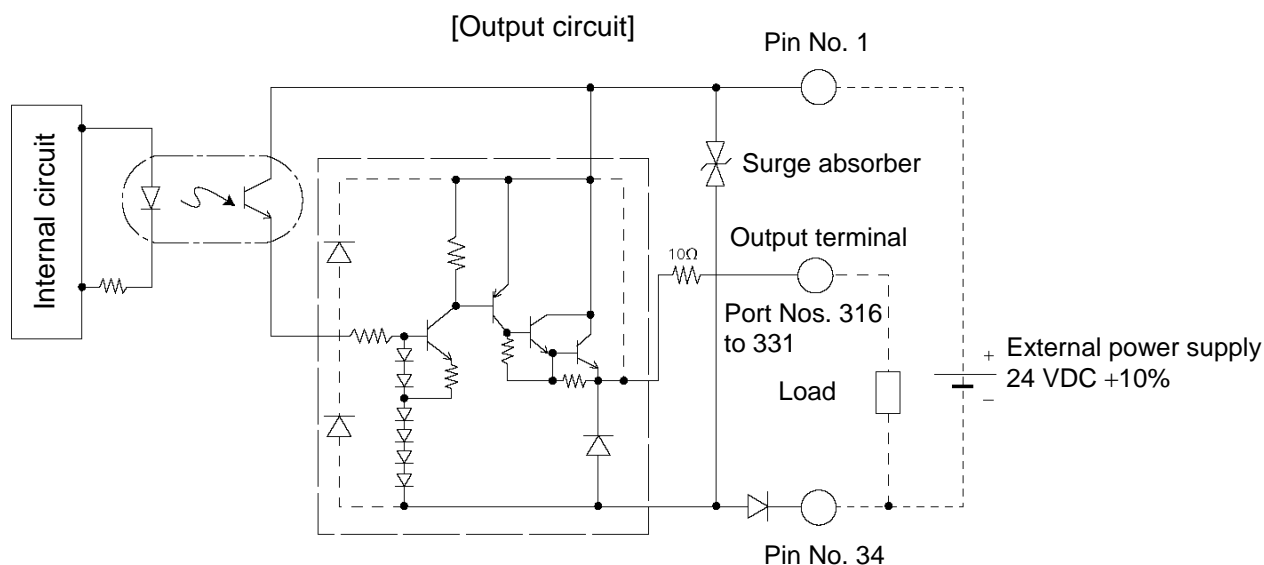 [Output circuit]
Pin No. 1
Internal circuit
Surge absorber
Output terminal
10Ω
Port Nos. 316
to 331
+
External power supply
24 VDC +10%
Load
–
Pin No. 34